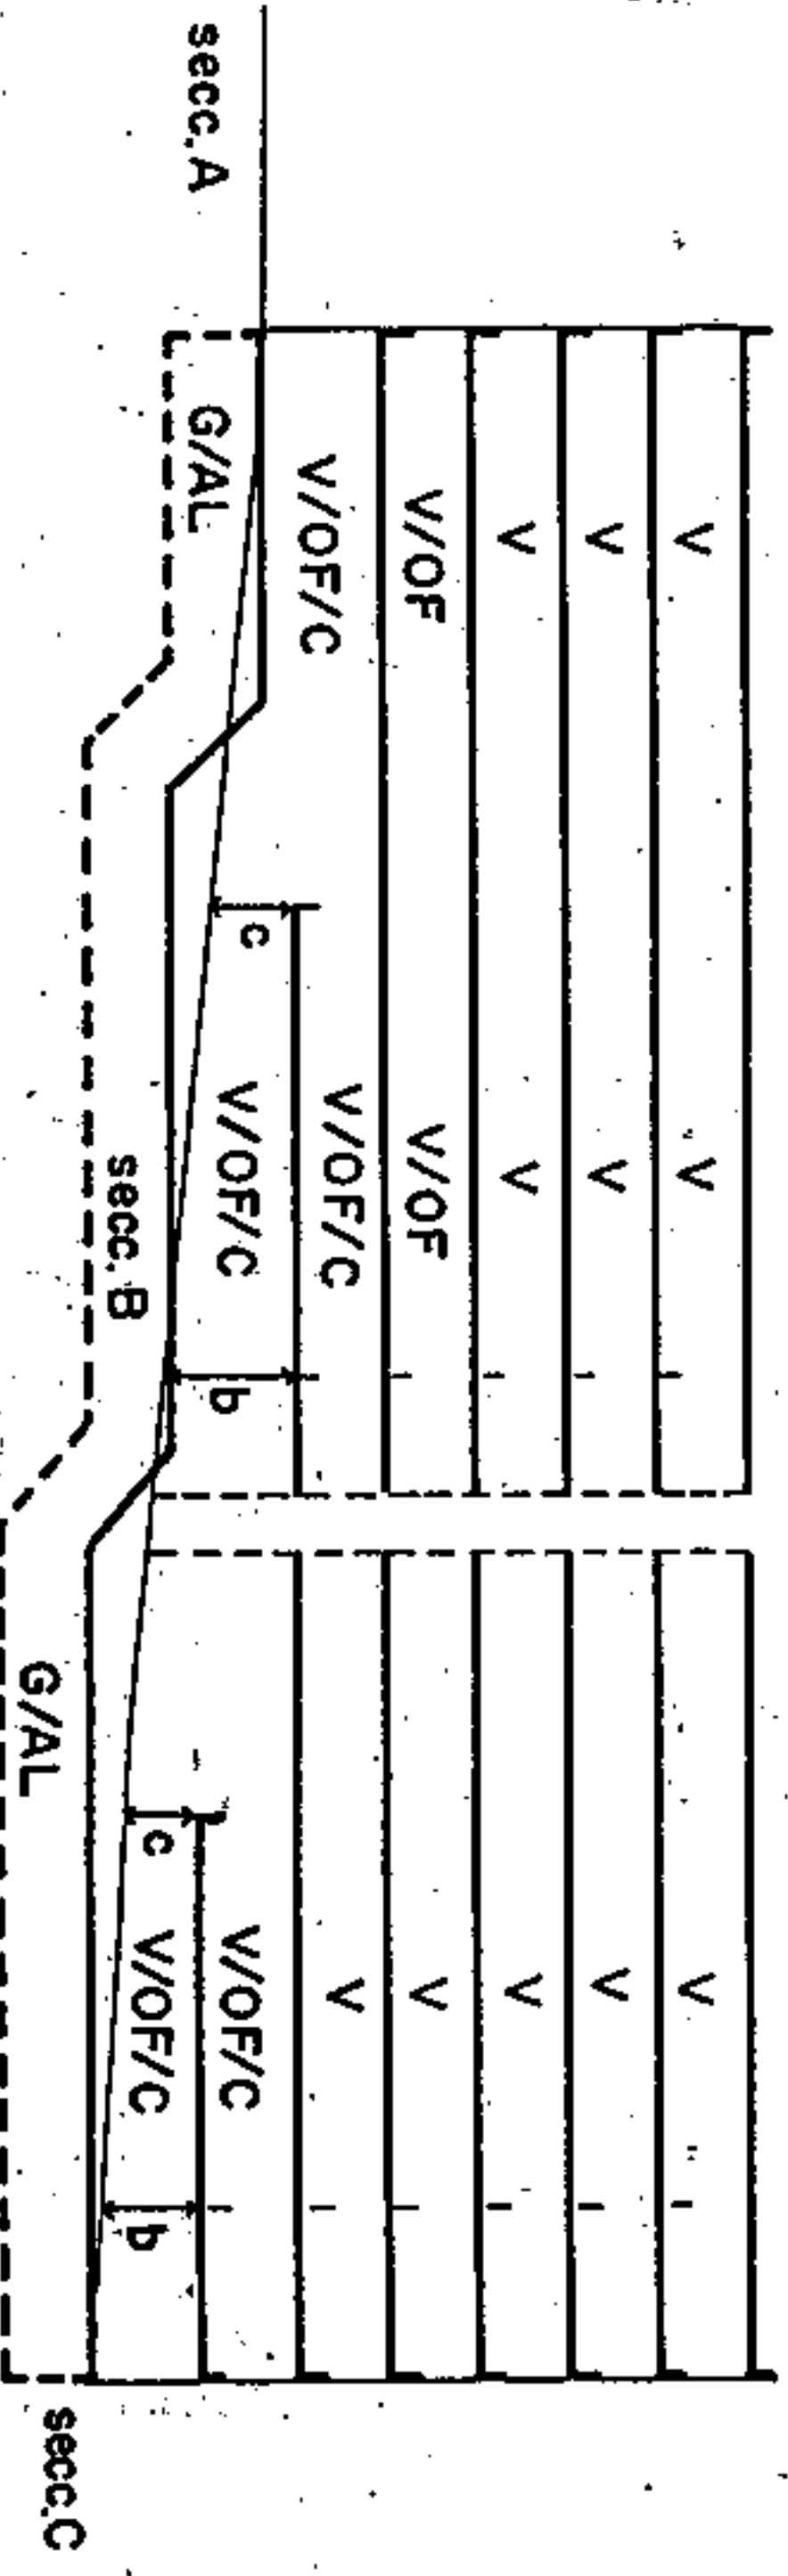 V V V
V V V
V V V
V/OF V/OF V
V/OF/C V/OF/C V
c V/OF/C b V/OF/C
secc. A G/AL
c V/OF/C b
secc. B
G/AL
secc.C